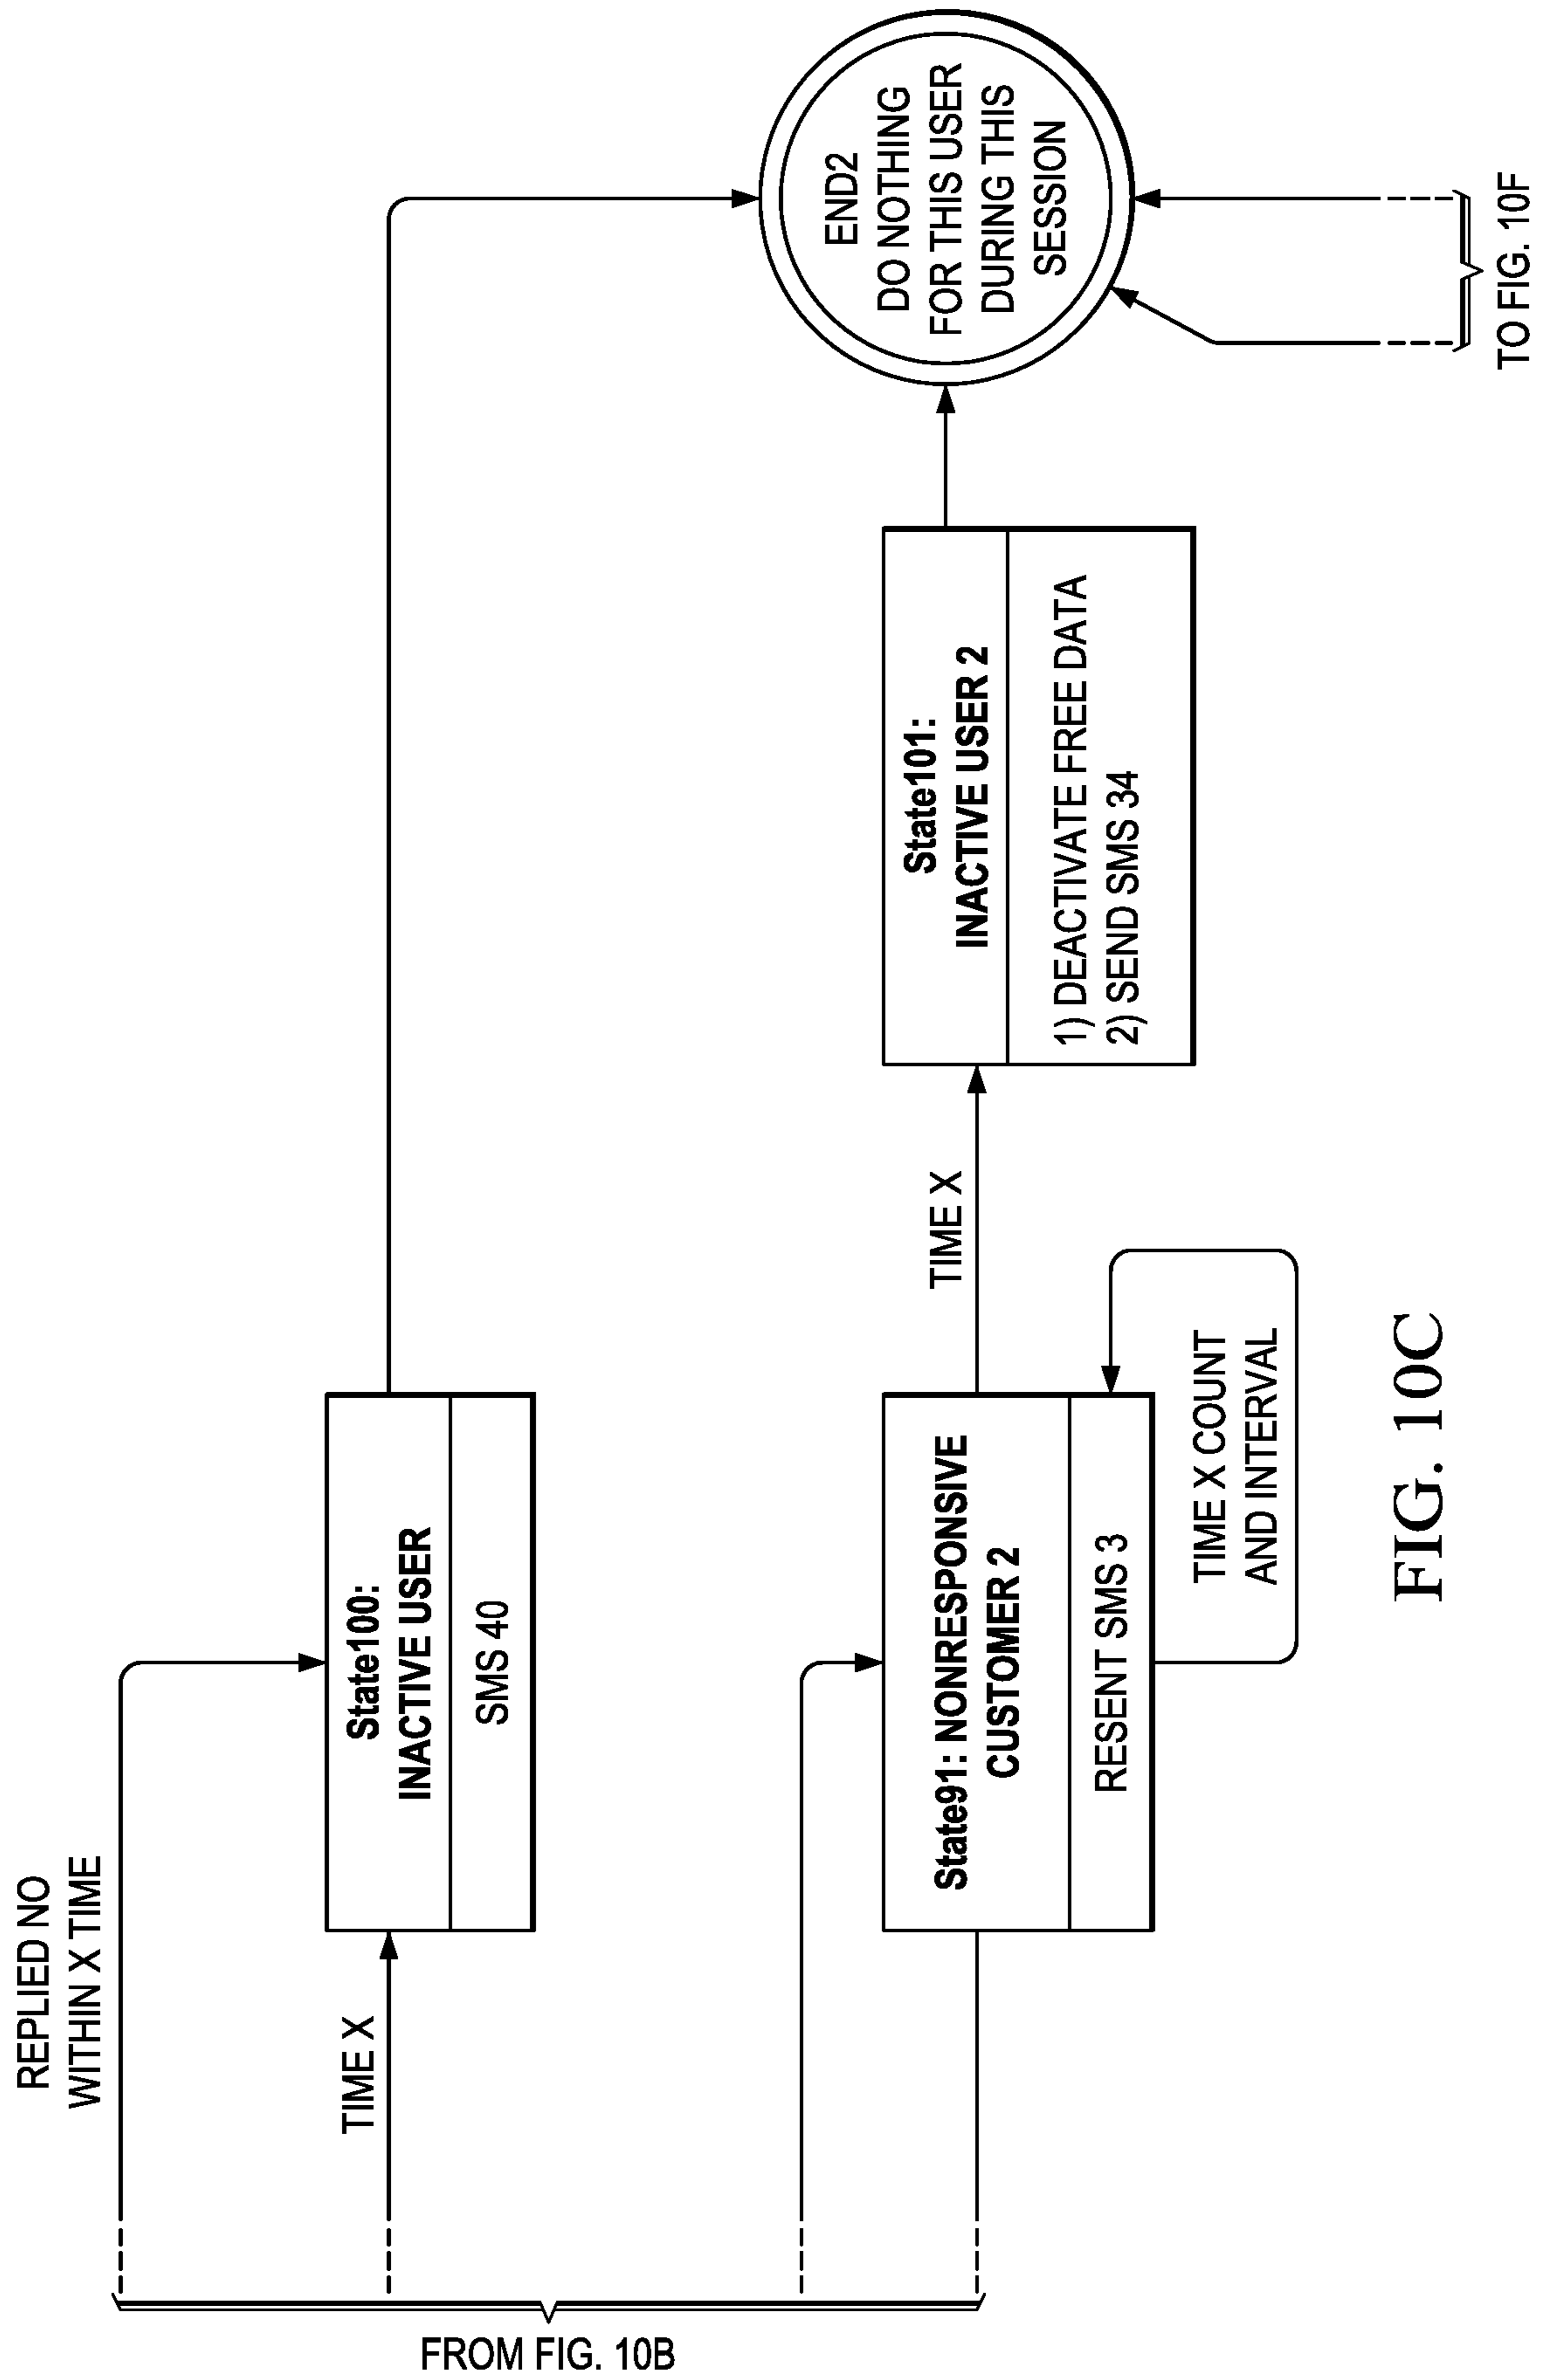 REPLIED NO
WITHIN X TIME
TIME X
State100:
INACTIVE USER
SMS 40
FROM FIG. 10B
State91: NONRESPONSIVE
CUSTOMER 2
RESENT SMS 3
TIME X COUNT
AND INTERVAL
TIME X
State101:
INACTIVE USER 2
1) DEACTIVATE FREE DATA
2) SEND SMS 34
END2
DO NOTHING
FOR THIS USER
DURING THIS
SESSION
TO FIG. 10F
FIG. 10C